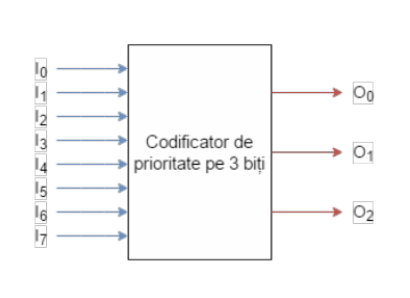 I0
I1
I2
I3
I4
I5
I6
I7
Codificator de
prioritate pe 3 biți
O0
O1
O2